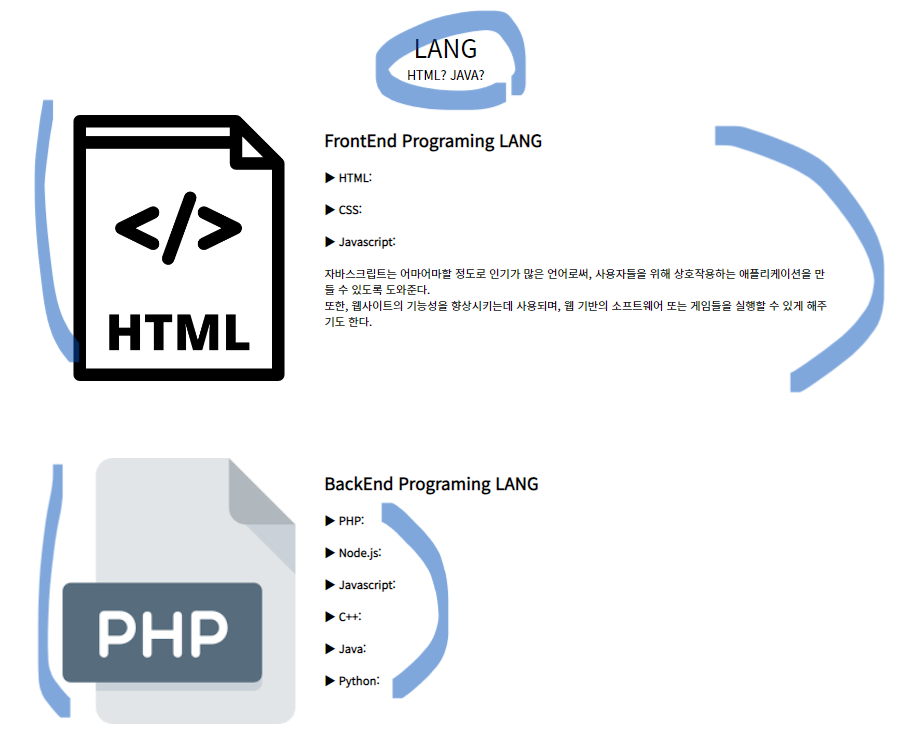 LANG
HTML? JAVA?
</>
HTML
FrontEnd Programing LANG
▶ HTML:
▶ CSS:
▶ Javascript:
자바스크립트는 어마어마할 정도로 인기가 많은 언어로써, 사용자들을 위해 상호작용하는 애플리케이션을 만
들 수 있도록 도와준다.
또한, 웹사이트의 기능성을 향상시키는데 사용되며, 웹 기반의 소프트웨어 또는 게임들을 실행할 수 있게 해주
기도 한다.
PHP
BackEnd Programing LANG
▶ PHP:
▶ Node.js:
▶ Javascript:
▶ C++:
▶ Java:
▶ Python: